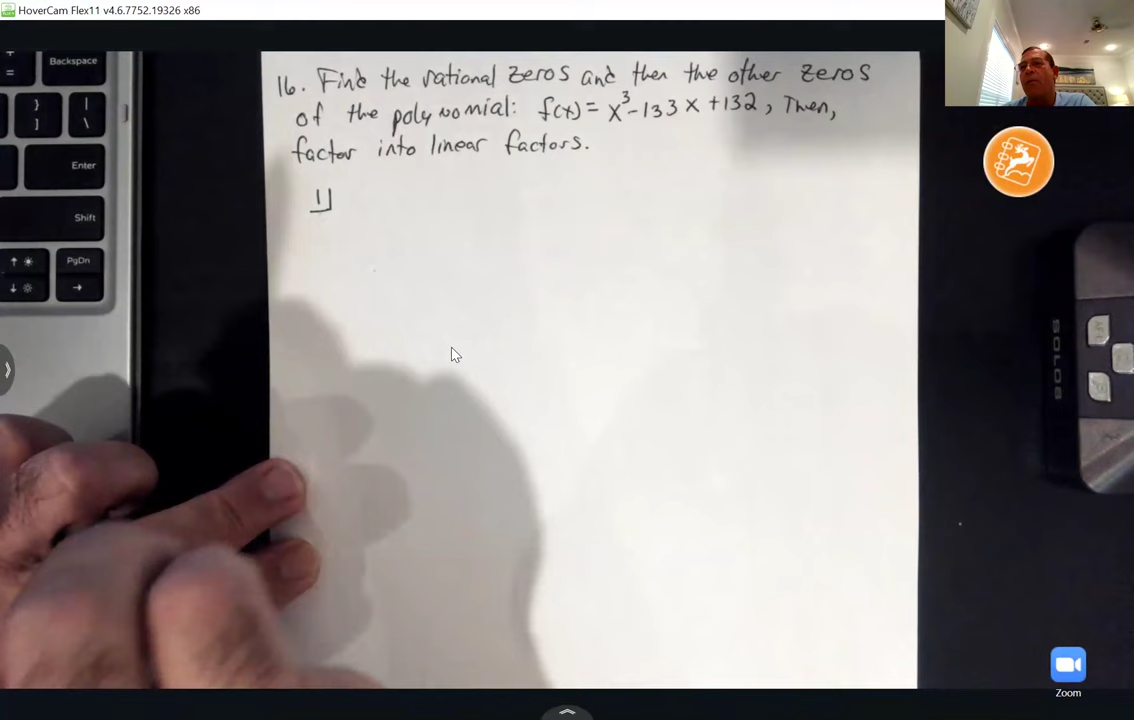 HoverCam Flex11 v4.6.7752.19326 x86
Backspace
+
=
}
]
|
\
Enter
Shift
PgDn
16. Find the rational zeros and then the other zeros
of the polynomial: f(x) = x³-133x+132, Then,
factor into linear factors.
1
SOLOS
Zoom